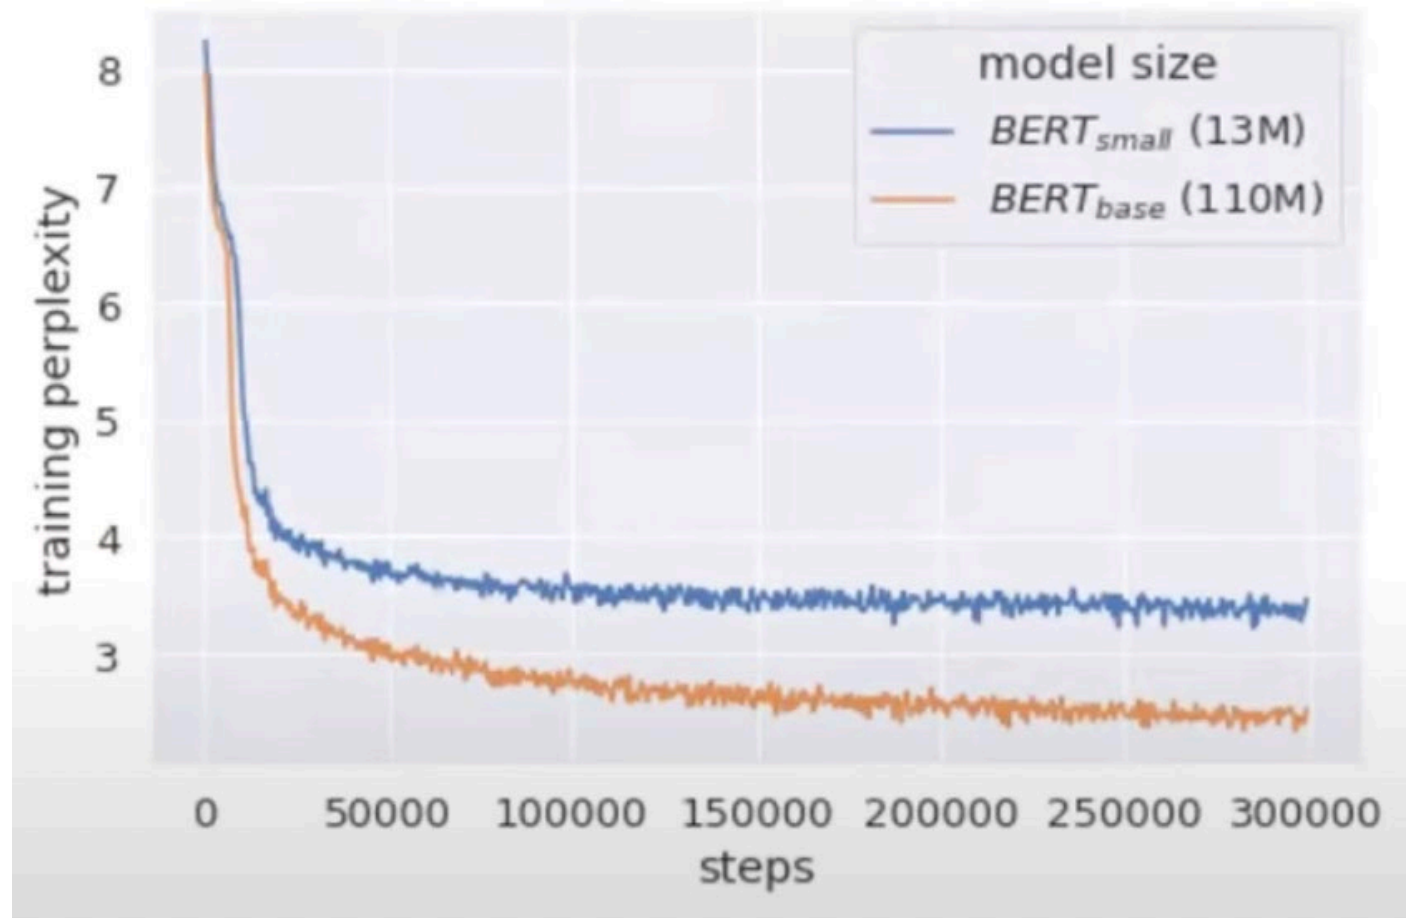 model size
BERT_small (13M)
BERT_base (110M)
training perplexity
8
7
6
5
4
3
0 50000 100000 150000 200000 250000 300000
steps